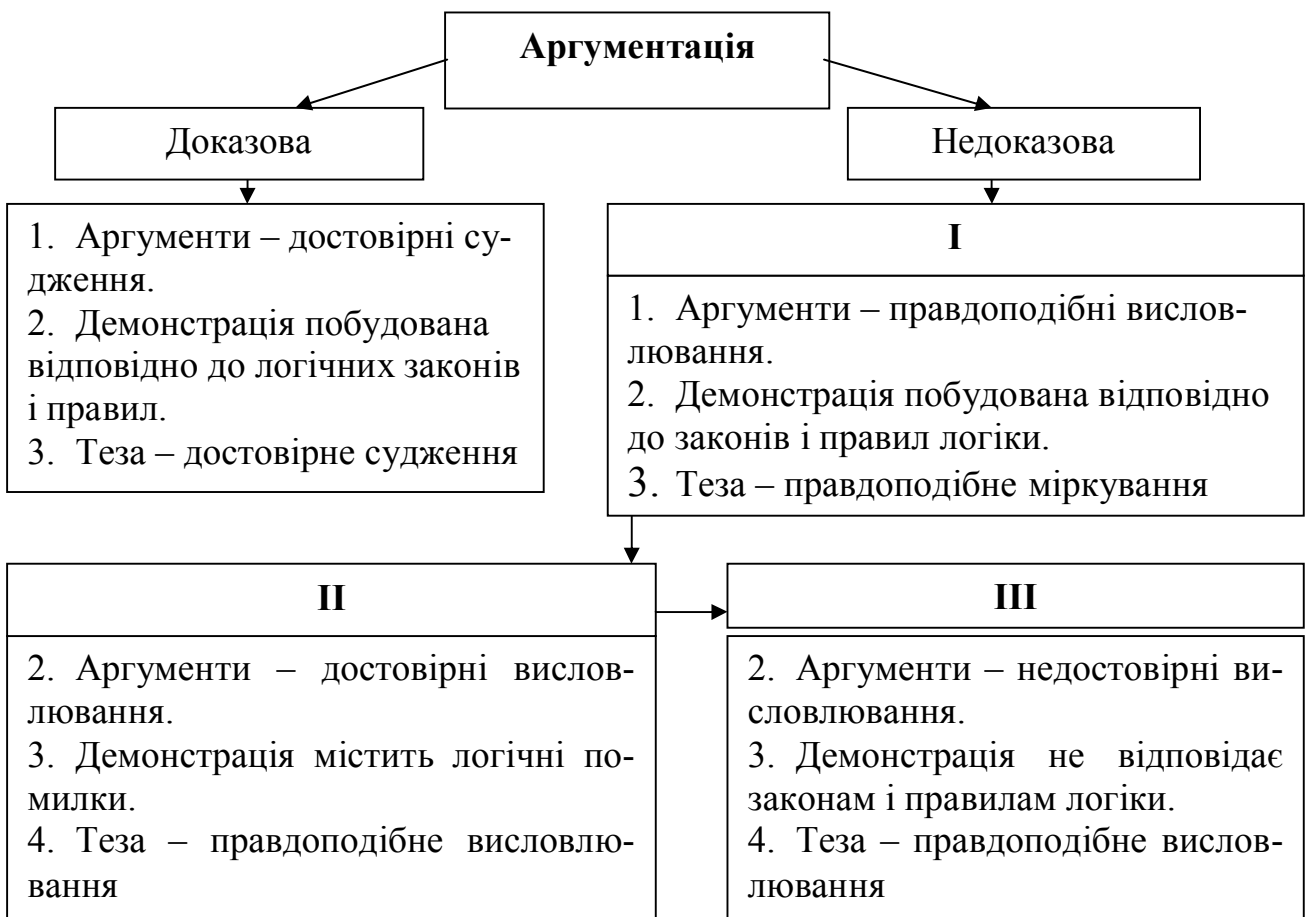 Аргументація
Доказова
Недоказова
1. Аргументи – достовірні су-
дження.
2. Демонстрація побудована
відповідно до логічних законів
і правил.
3. Теза – достовірне судження
I
1. Аргументи – правдоподібні вислов-
лювання.
2. Демонстрація побудована відповідно
до законів і правил логіки.
3. Теза – правдоподібне міркування
II
2. Аргументи – достовірні вислов-
лювання.
3. Демонстрація містить логічні по-
милки.
4. Теза – правдоподібне висловлю-
вання
III
2. Аргументи – недостовірні ви-
словлювання.
3. Демонстрація не відповідає
законам і правилам логіки.
4. Теза – правдоподібне вислов-
лювання